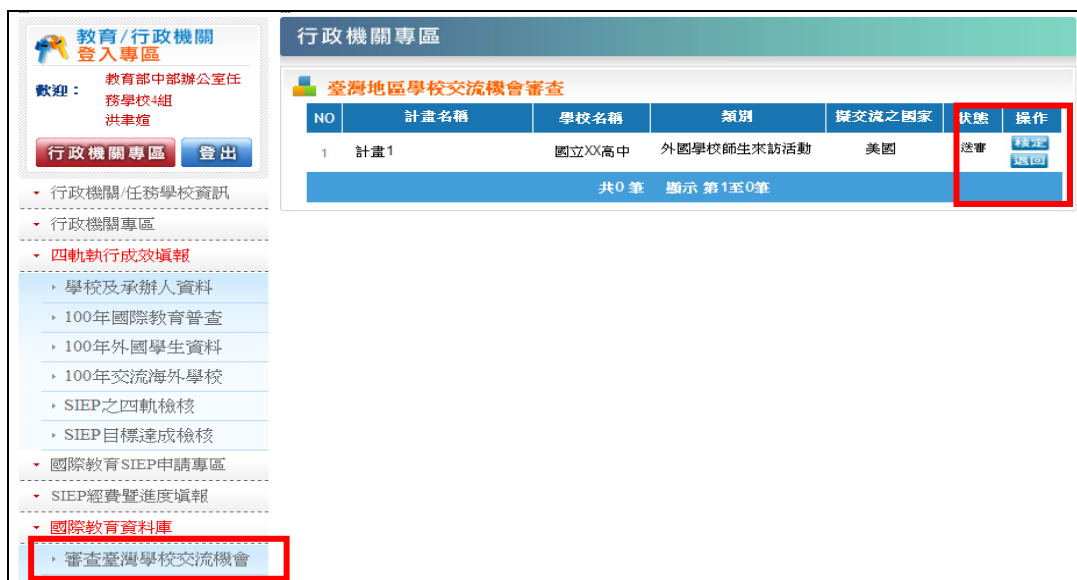 教育/行政機關
登入專區
歡迎：
教育部中部辦公室任
務學校4組
洪聿煊
行政機關專區 登出
行政機關/任務學校資訊
行政機關專區
四軌執行成效填報
學校及承辦人資料
100年國際教育普查
100年外國學生資料
100年交流海外學校
SIEP之四軌檢核
SIEP目標達成檢核
國際教育SIEP申請專區
SIEP經費暨進度填報
國際教育資料庫
審查臺灣學校交流機會
行政機關專區
臺灣地區學校交流機會審查
NO 計畫名稱 學校名稱 類別 擬交流之國家 狀態 操作
1 計畫1 國立XX高中 外國學校師生來訪活動 美國 送審 核定
退回
共0 筆 顯示 第1至0筆